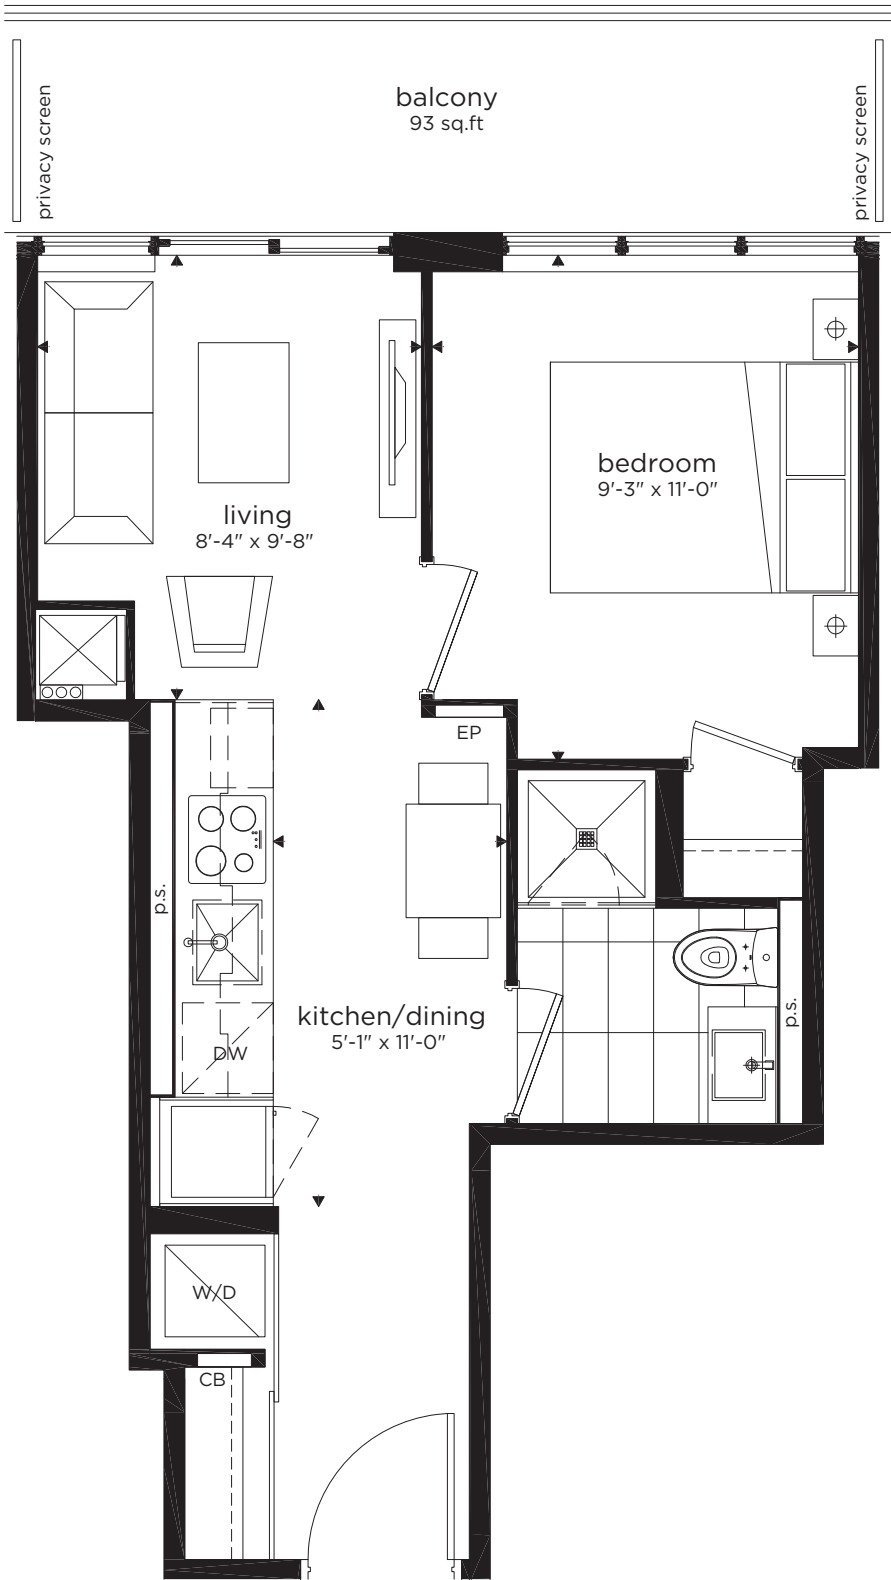 balcony
93 sq.ft
privacy screen
privacy screen
bedroom
9'-3" x 11'-0"
living
8'-4" x 9'-8"
EP
p.s.
kitchen/dining
5'-1" x 11'-0"
p.s.
DW
W/D
CB